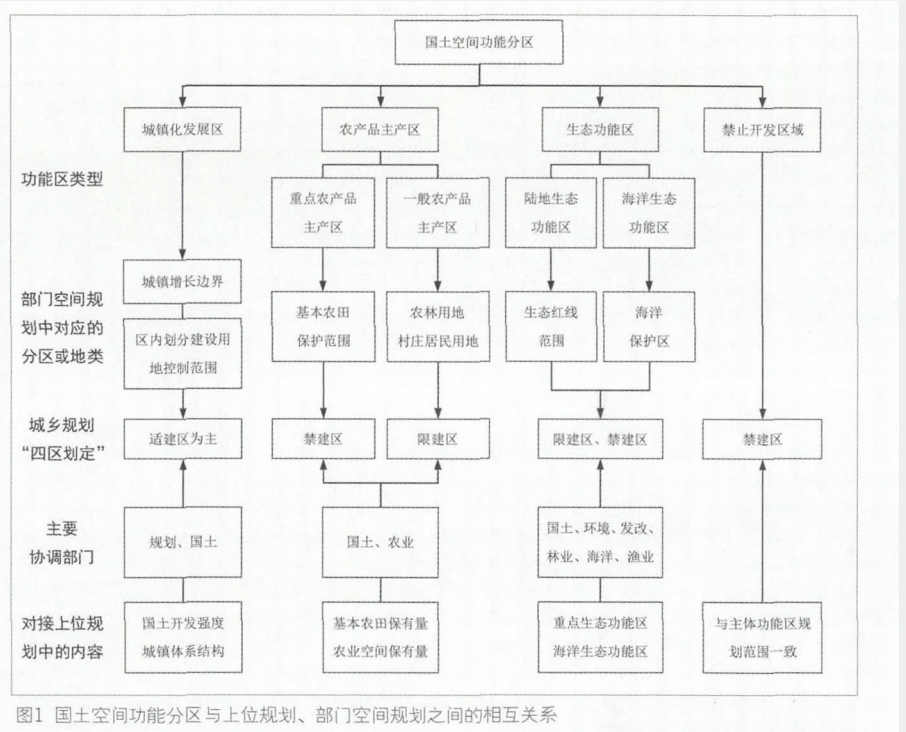 国土空间功能分区
城镇化发展区
农产品主产区
生态功能区
禁止开发区域
功能区类型
重点农产品
主产区
一般农产品
主产区
陆地生态
功能区
海洋生态
功能区
城镇增长边界
部门空间规
划中对应的
分区或地类
区内划分建设用
地控制范围
基本农田
保护范围
农林用地
村庄居民用地
生态红线
范围
海洋
保护区
城乡规划
“四区划定”
适建区为主
禁建区
限建区
限建区、禁建区
禁建区
主要
协调部门
规划、国土
国土、农业
国土、环境、发改、
林业、海洋、渔业
对接上位规
划中的内容
国土开发强度
城镇体系结构
基本农田保有量
农业空间保有量
重点生态功能区
海洋生态功能区
与主体功能区规
划范围一致
图1 国土空间功能分区与上位规划、部门空间规划之间的相互关系